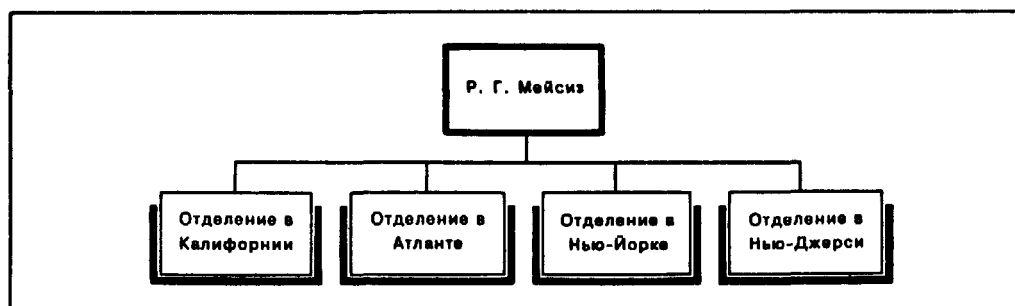 Р. Г. Мейсиз
Отделение в
Калифорнии
Отделение в
Атланте
Отделение в
Нью-Йорке
Отделение в
Нью-Джерси